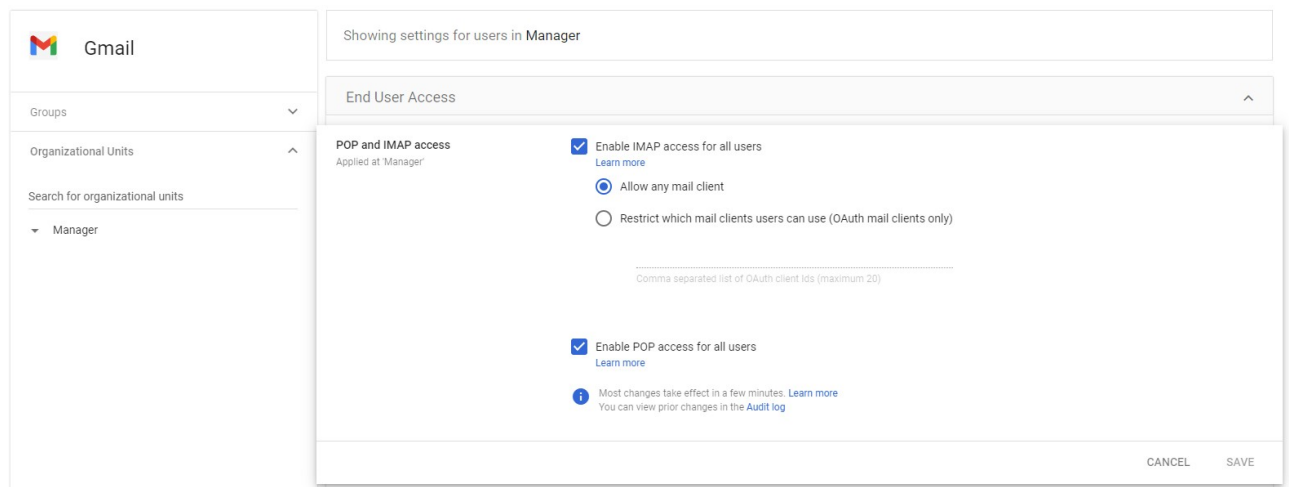 Gmail
Groups
Organizational Units
Search for organizational units
Manager
Showing settings for users in Manager
End User Access
POP and IMAP access
Applied at 'Manager'
Enable IMAP access for all users
Learn more
Allow any mail client
Restrict which mail clients users can use (OAuth mail clients only)
Comma separated list of OAuth client Ids (maximum 20)
Enable POP access for all users
Learn more
Most changes take effect in a few minutes. Learn more
You can view prior changes in the Audit log
CANCEL SAVE